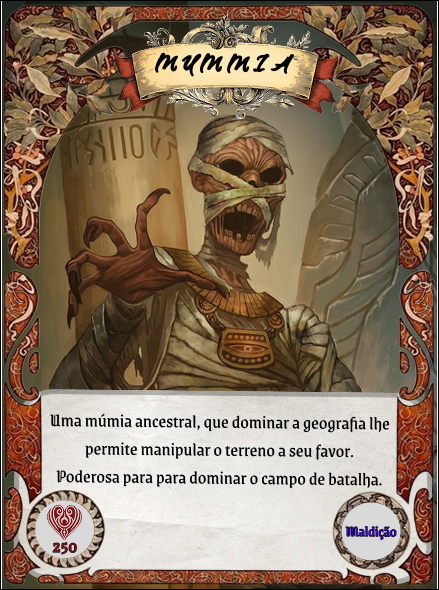 MUMMIA
Uma múmia ancestral, que dominar a geografia lhe
permite manipular o terreno a seu favor.
Poderosa para para dominar o campo de batalha.
250
Maldição